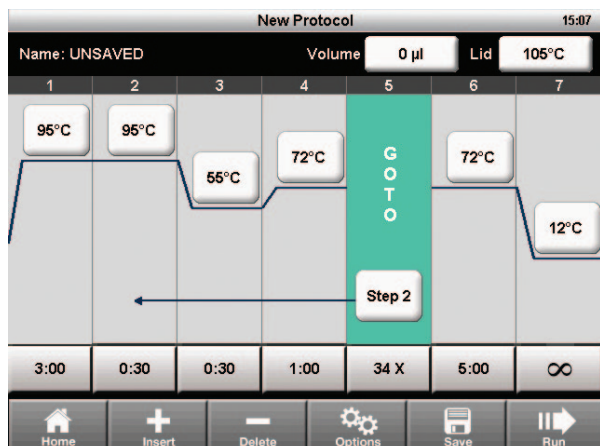 New Protocol 15:07
Name: UNSAVED Volume 0 µl Lid 105°C
1 2 3 4 5 6 7
95°C 95°C 55°C 72°C GOTO 72°C 12°C
Step 2
3:00 0:30 0:30 1:00 34 X 5:00 ∞
Home Insert Delete Options Save Run